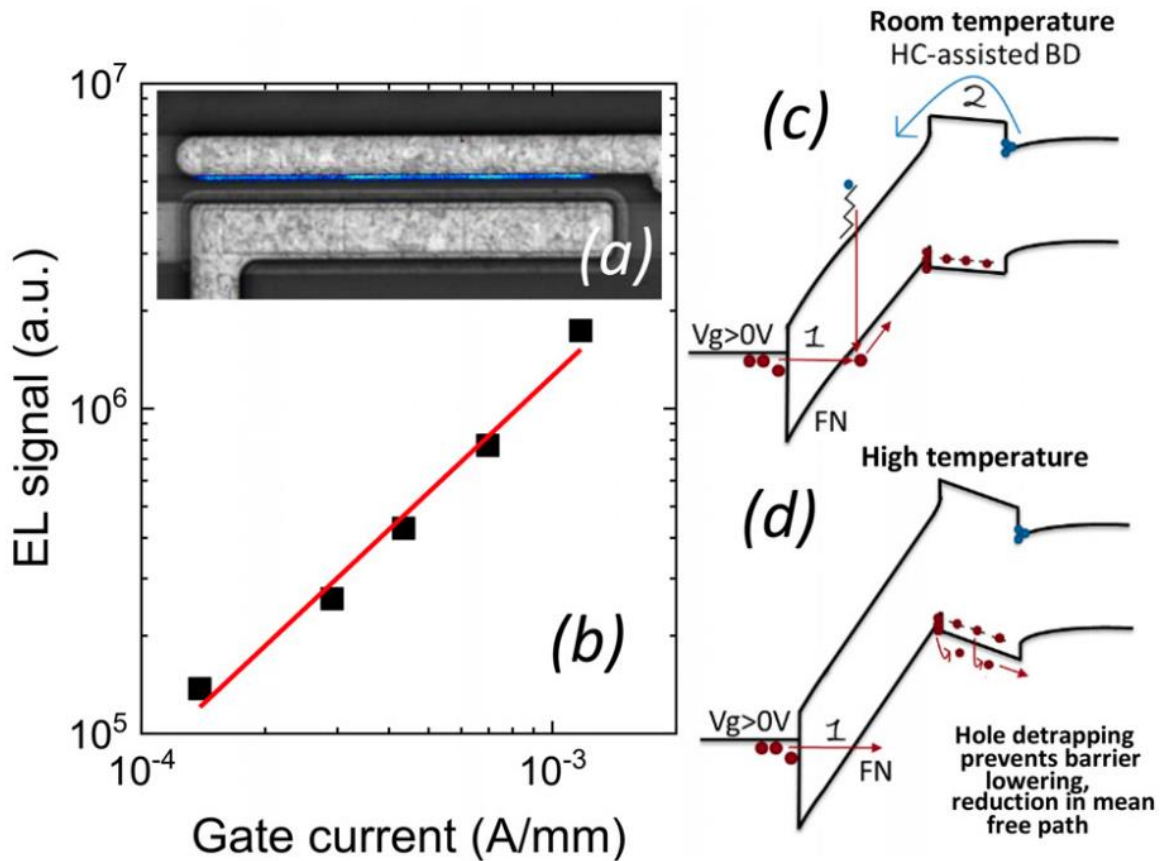 EL signal (a.u.)
10^7
10^6
10^5
10^-4
10^-3
Gate current (A/mm)
(a)
(b)
Room temperature
HC-assisted BD
(c)
2
Vg>0V
1
FN
High temperature
(d)
Vg>0V
1
FN
Hole detrapping
prevents barrier
lowering,
reduction in mean
free path